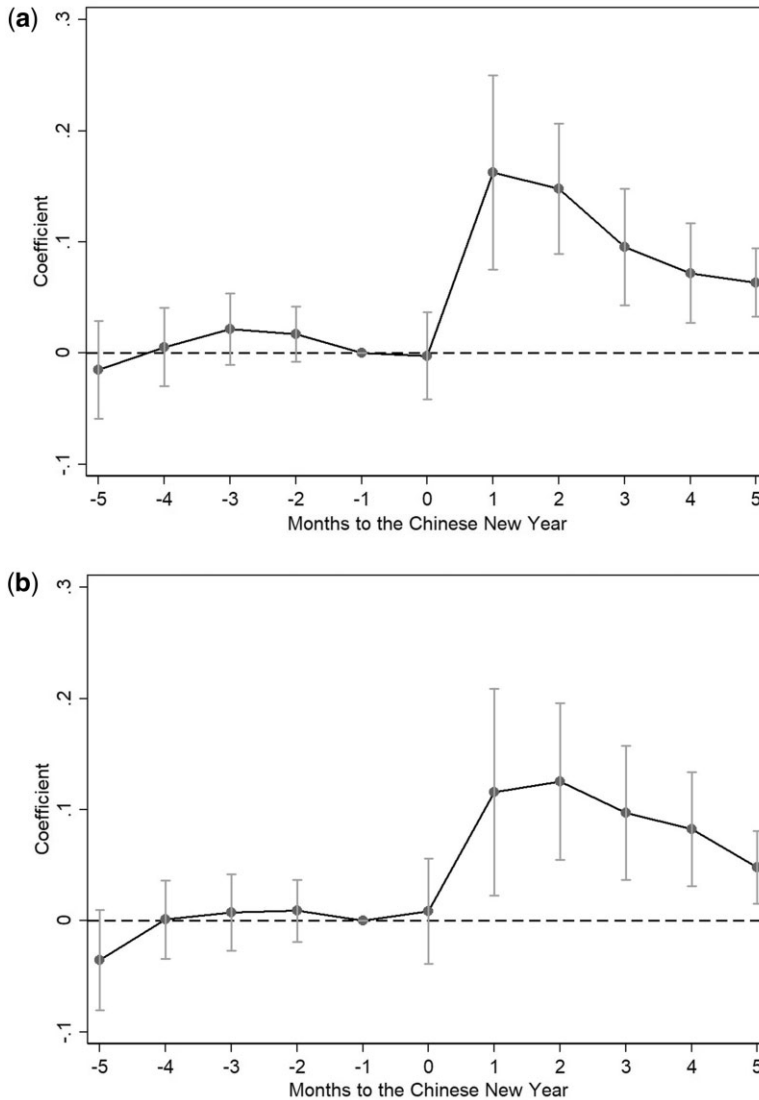 (a)
.3
.2
.1
0
-.1
Coefficient
-5 -4 -3 -2 -1 0 1 2 3 4 5
Months to the Chinese New Year
(b)
.3
.2
.1
0
-.1
Coefficient
-5 -4 -3 -2 -1 0 1 2 3 4 5
Months to the Chinese New Year